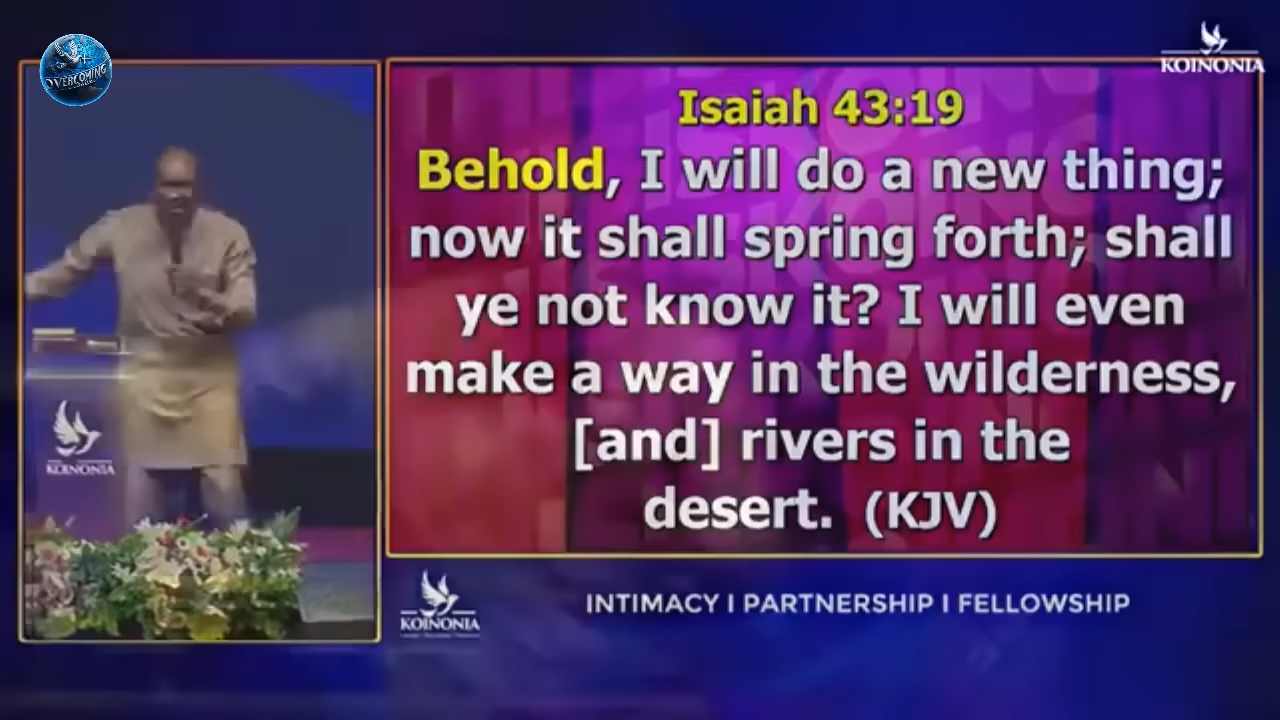 OVERCOMING
KOINONIA
Isaiah 43:19
Behold, I will do a new thing;
now it shall spring forth; shall
ye not know it? I will even
make a way in the wilderness,
[and] rivers in the
desert. (KJV)
KOINONIA
KOINONIA
INTIMACY I PARTNERSHIP I FELLOWSHIP